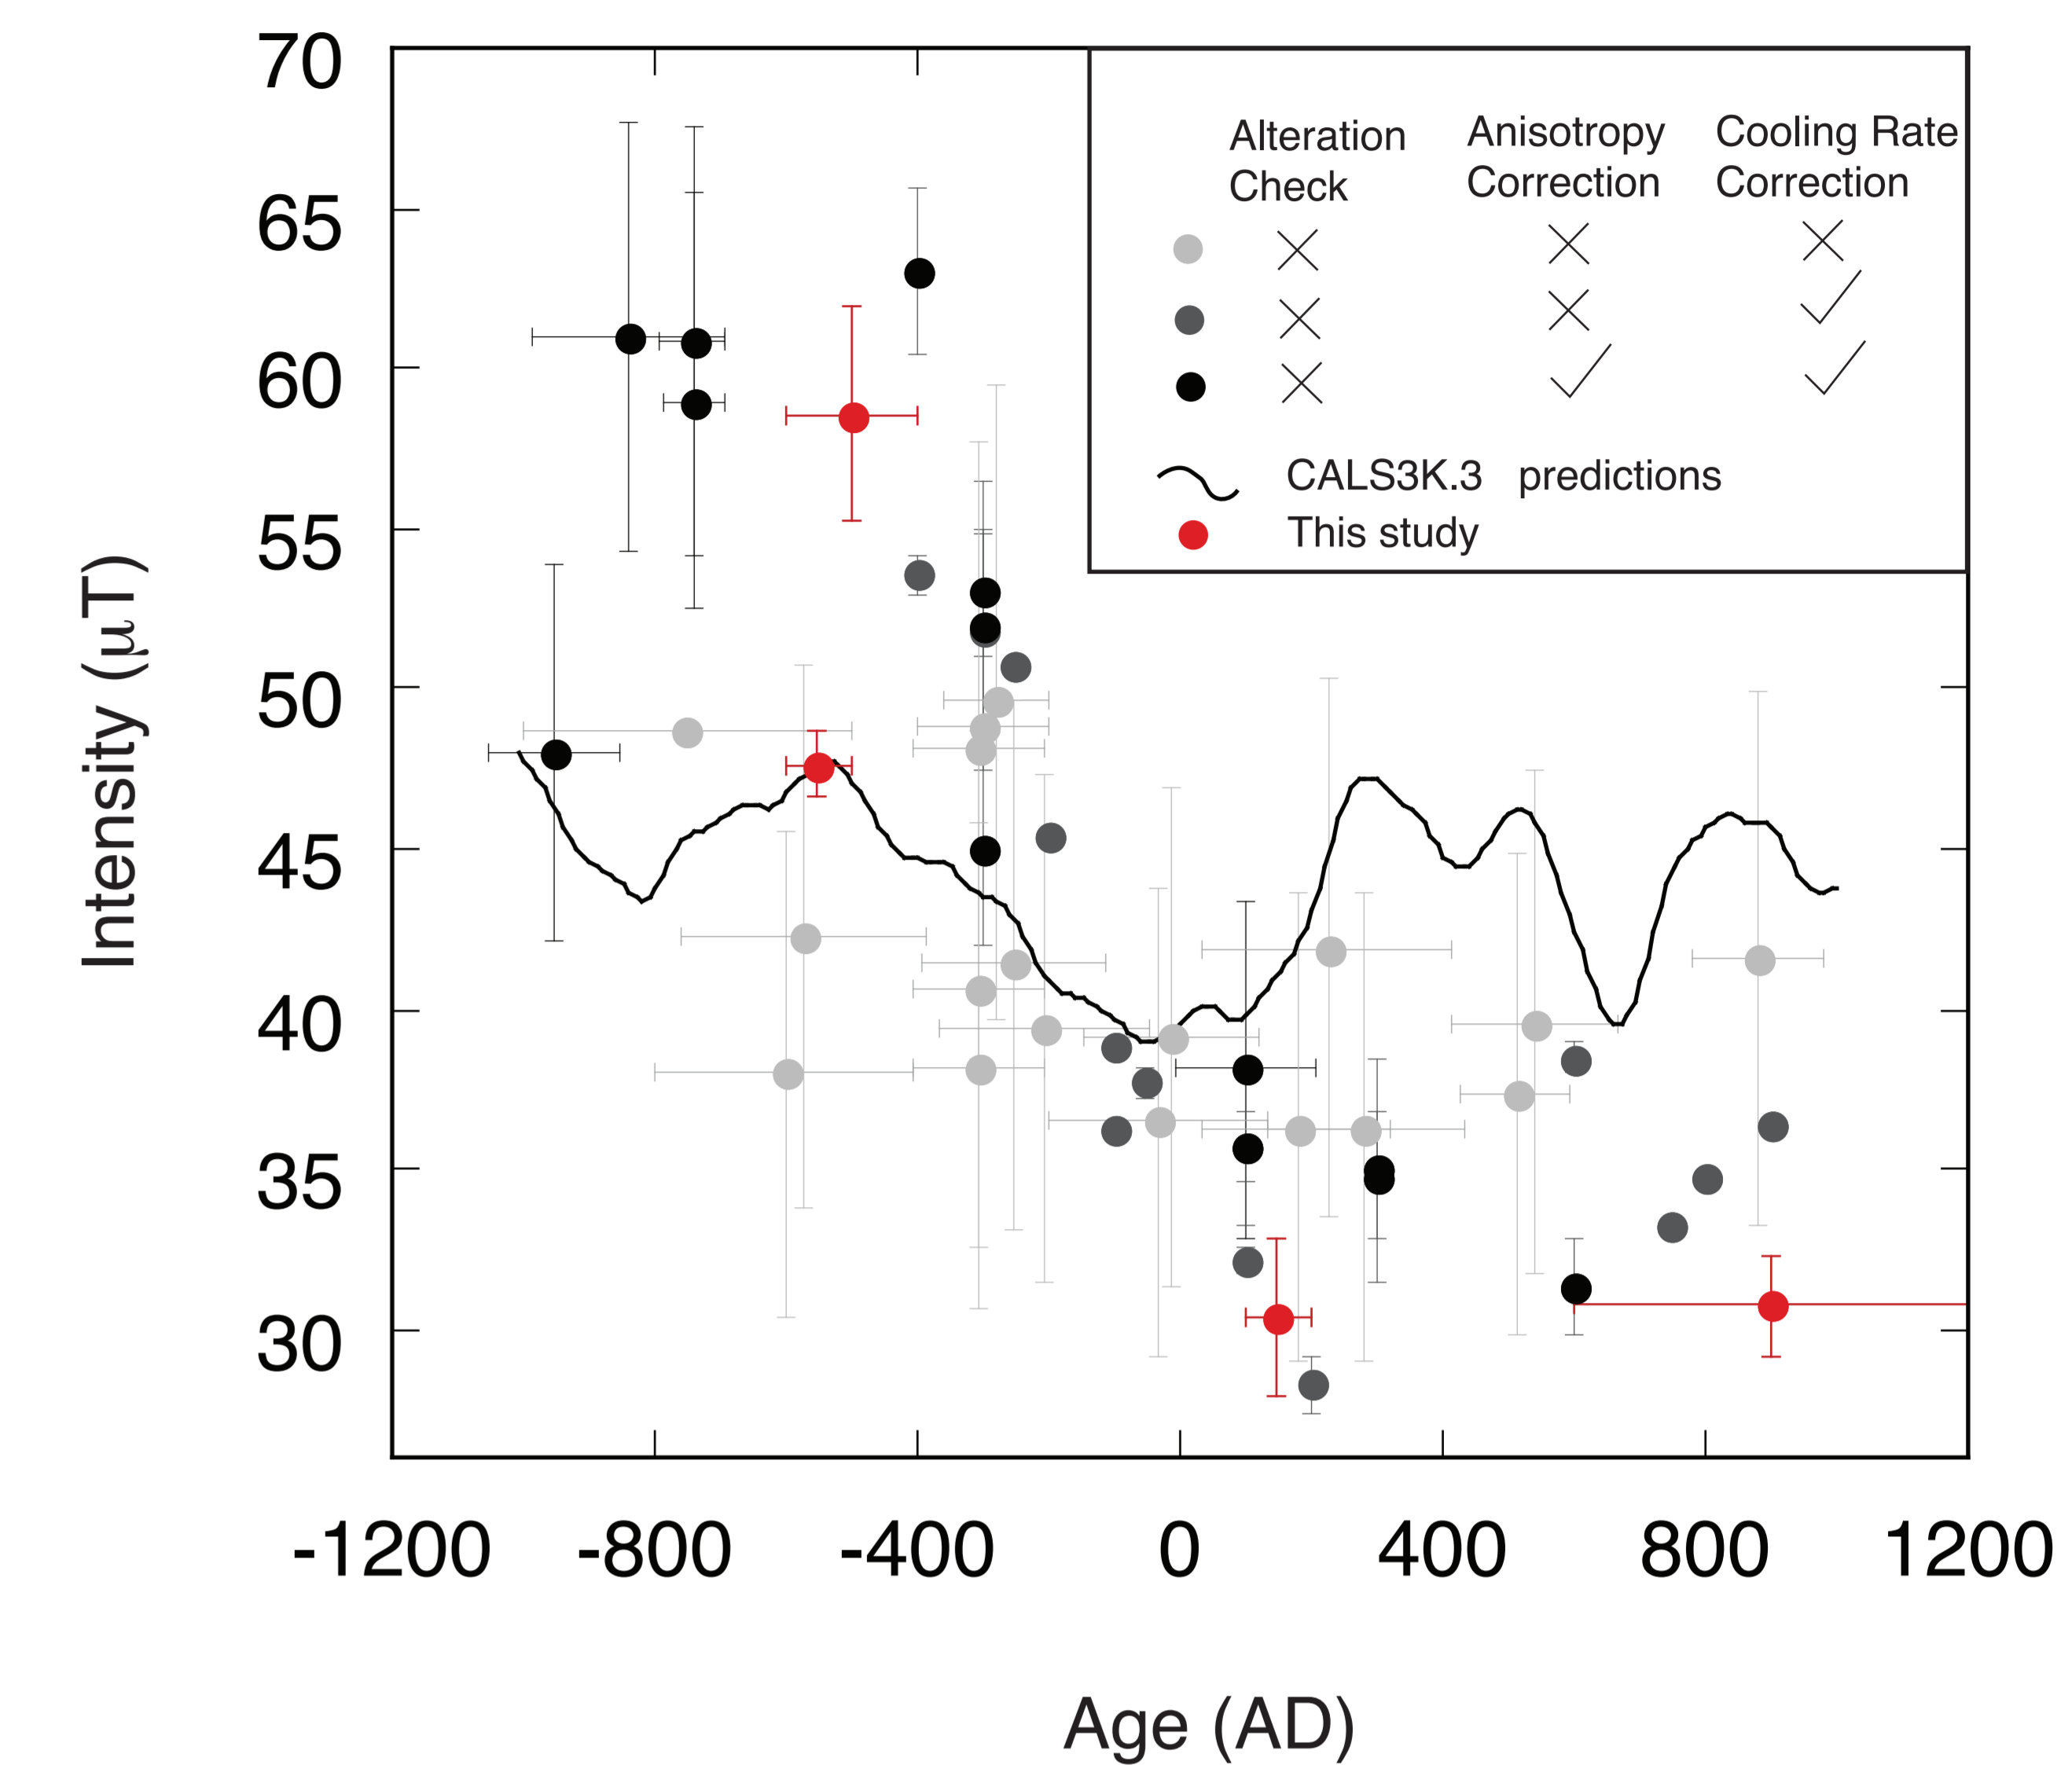 70
65
60
55
50
45
40
35
30
Intensity (μT)
Alteration Check
Anisotropy Correction
Cooling Rate Correction
CALS3K.3 predictions
This study
-1200 -800 -400 0 400 800 1200
Age (AD)